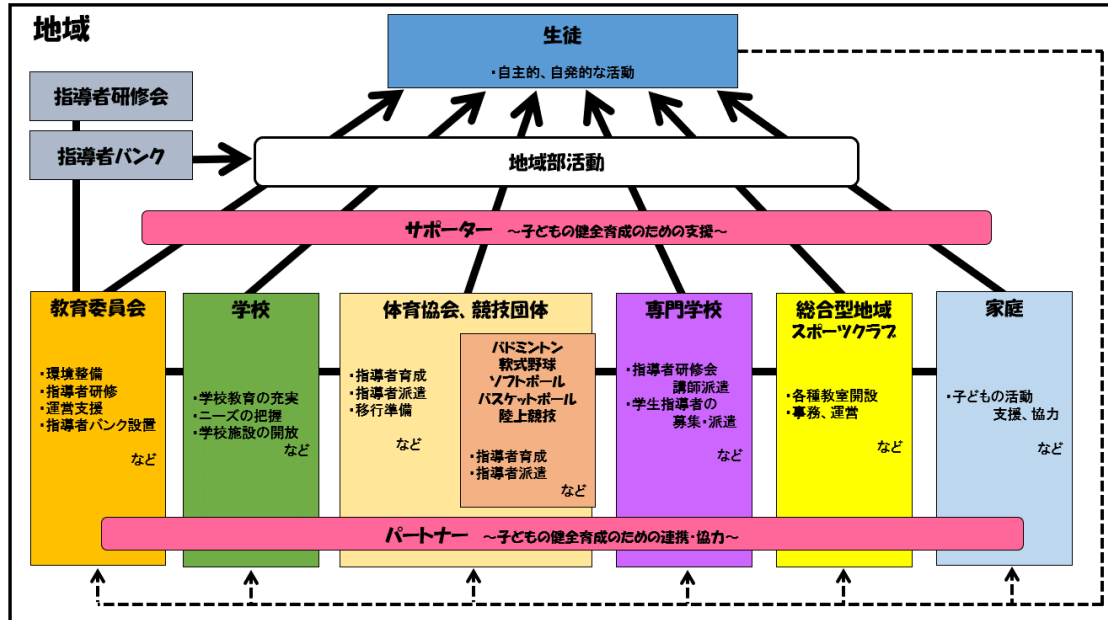 地域
生徒
・自主的、自発的な活動
指導者研修会
指導者バンク
地域部活動
サポーター ～子どもの健全育成のための支援～
教育委員会
・環境整備
・指導者研修
・運営支援
・指導者バンク設置
など
学校
・学校教育の充実
・ニーズの把握
・学校施設の開放
など
体育協会、競技団体
・指導者育成
・指導者派遣
・移行準備
など
バドミントン
軟式野球
ソフトボール
バスケットボール
陸上競技
・指導者育成
・指導者派遣
など
専門学校
・指導者研修会
講師派遣
・学生指導者の
募集・派遣
など
総合型地域
スポーツクラブ
・各種教室開設
・事務、運営
など
家庭
・子どもの活動
支援、協力
など
パートナー ～子どもの健全育成のための連携・協力～